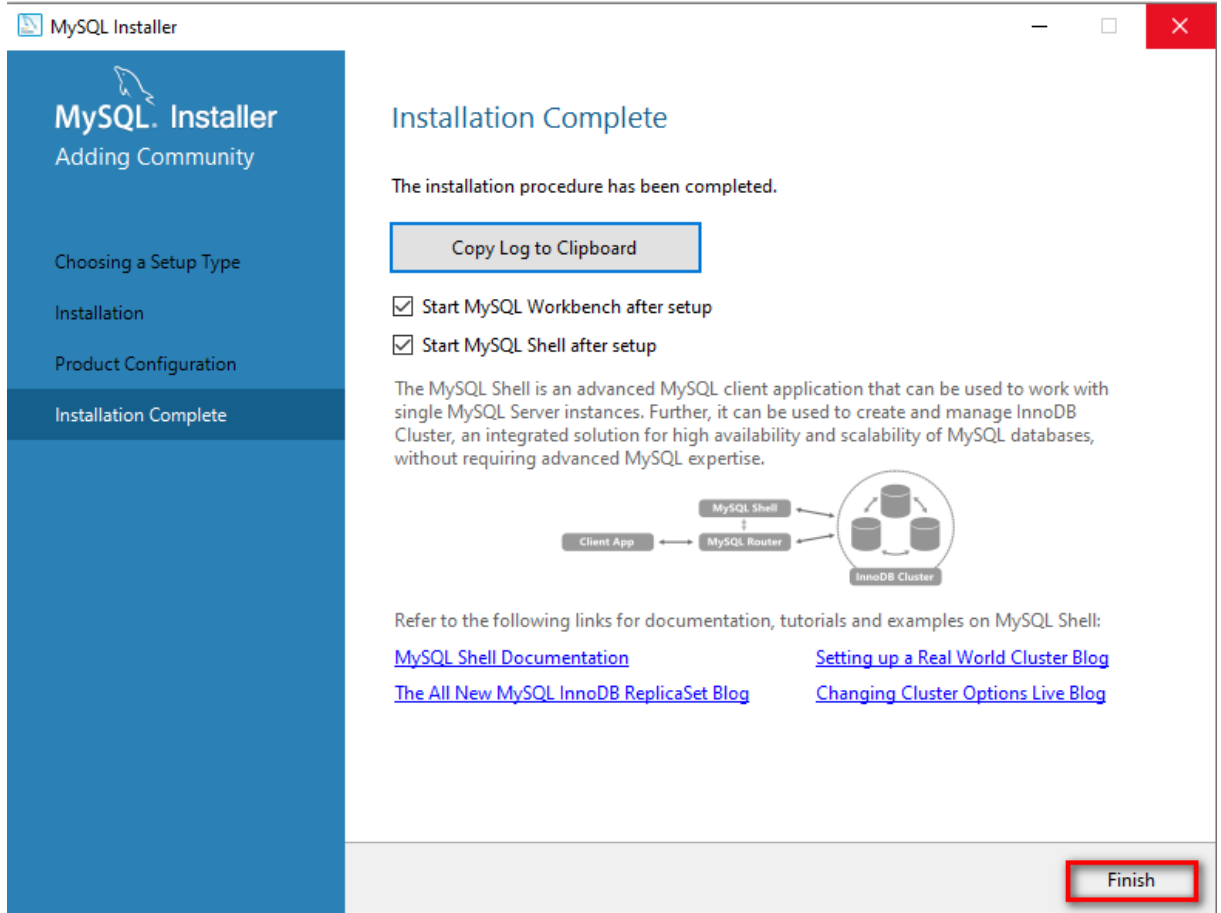 MySQL Installer
MySQL. Installer
Adding Community
Choosing a Setup Type
Installation
Product Configuration
Installation Complete
Installation Complete
The installation procedure has been completed.
Copy Log to Clipboard
Start MySQL Workbench after setup
Start MySQL Shell after setup
The MySQL Shell is an advanced MySQL client application that can be used to work with
single MySQL Server instances. Further, it can be used to create and manage InnoDB
Cluster, an integrated solution for high availability and scalability of MySQL databases,
without requiring advanced MySQL expertise.
MySQL Shell
Client App
MySQL Router
InnoDB Cluster
Refer to the following links for documentation, tutorials and examples on MySQL Shell:
MySQL Shell Documentation
Setting up a Real World Cluster Blog
The All New MySQL InnoDB ReplicaSet Blog
Changing Cluster Options Live Blog
Finish